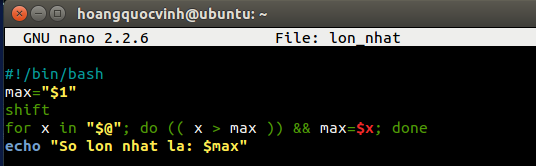 hoangquocvinh@ubuntu: ~
GNU nano 2.2.6 File: lon_nhat
#!/bin/bash
max="$1"
shift
for x in "$@"; do (( x > max )) && max=$x; done
echo "So lon nhat la: $max"